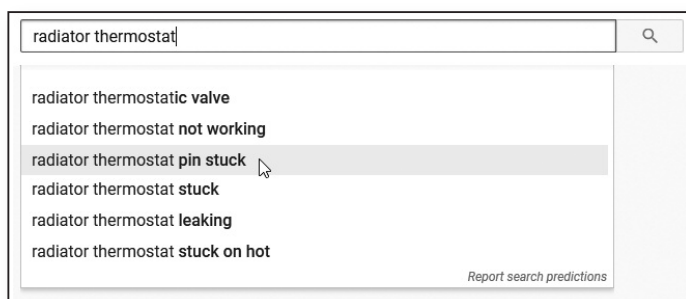 radiator thermostat
radiator thermostatic valve
radiator thermostat not working
radiator thermostat pin stuck
radiator thermostat stuck
radiator thermostat leaking
radiator thermostat stuck on hot
Report search predictions